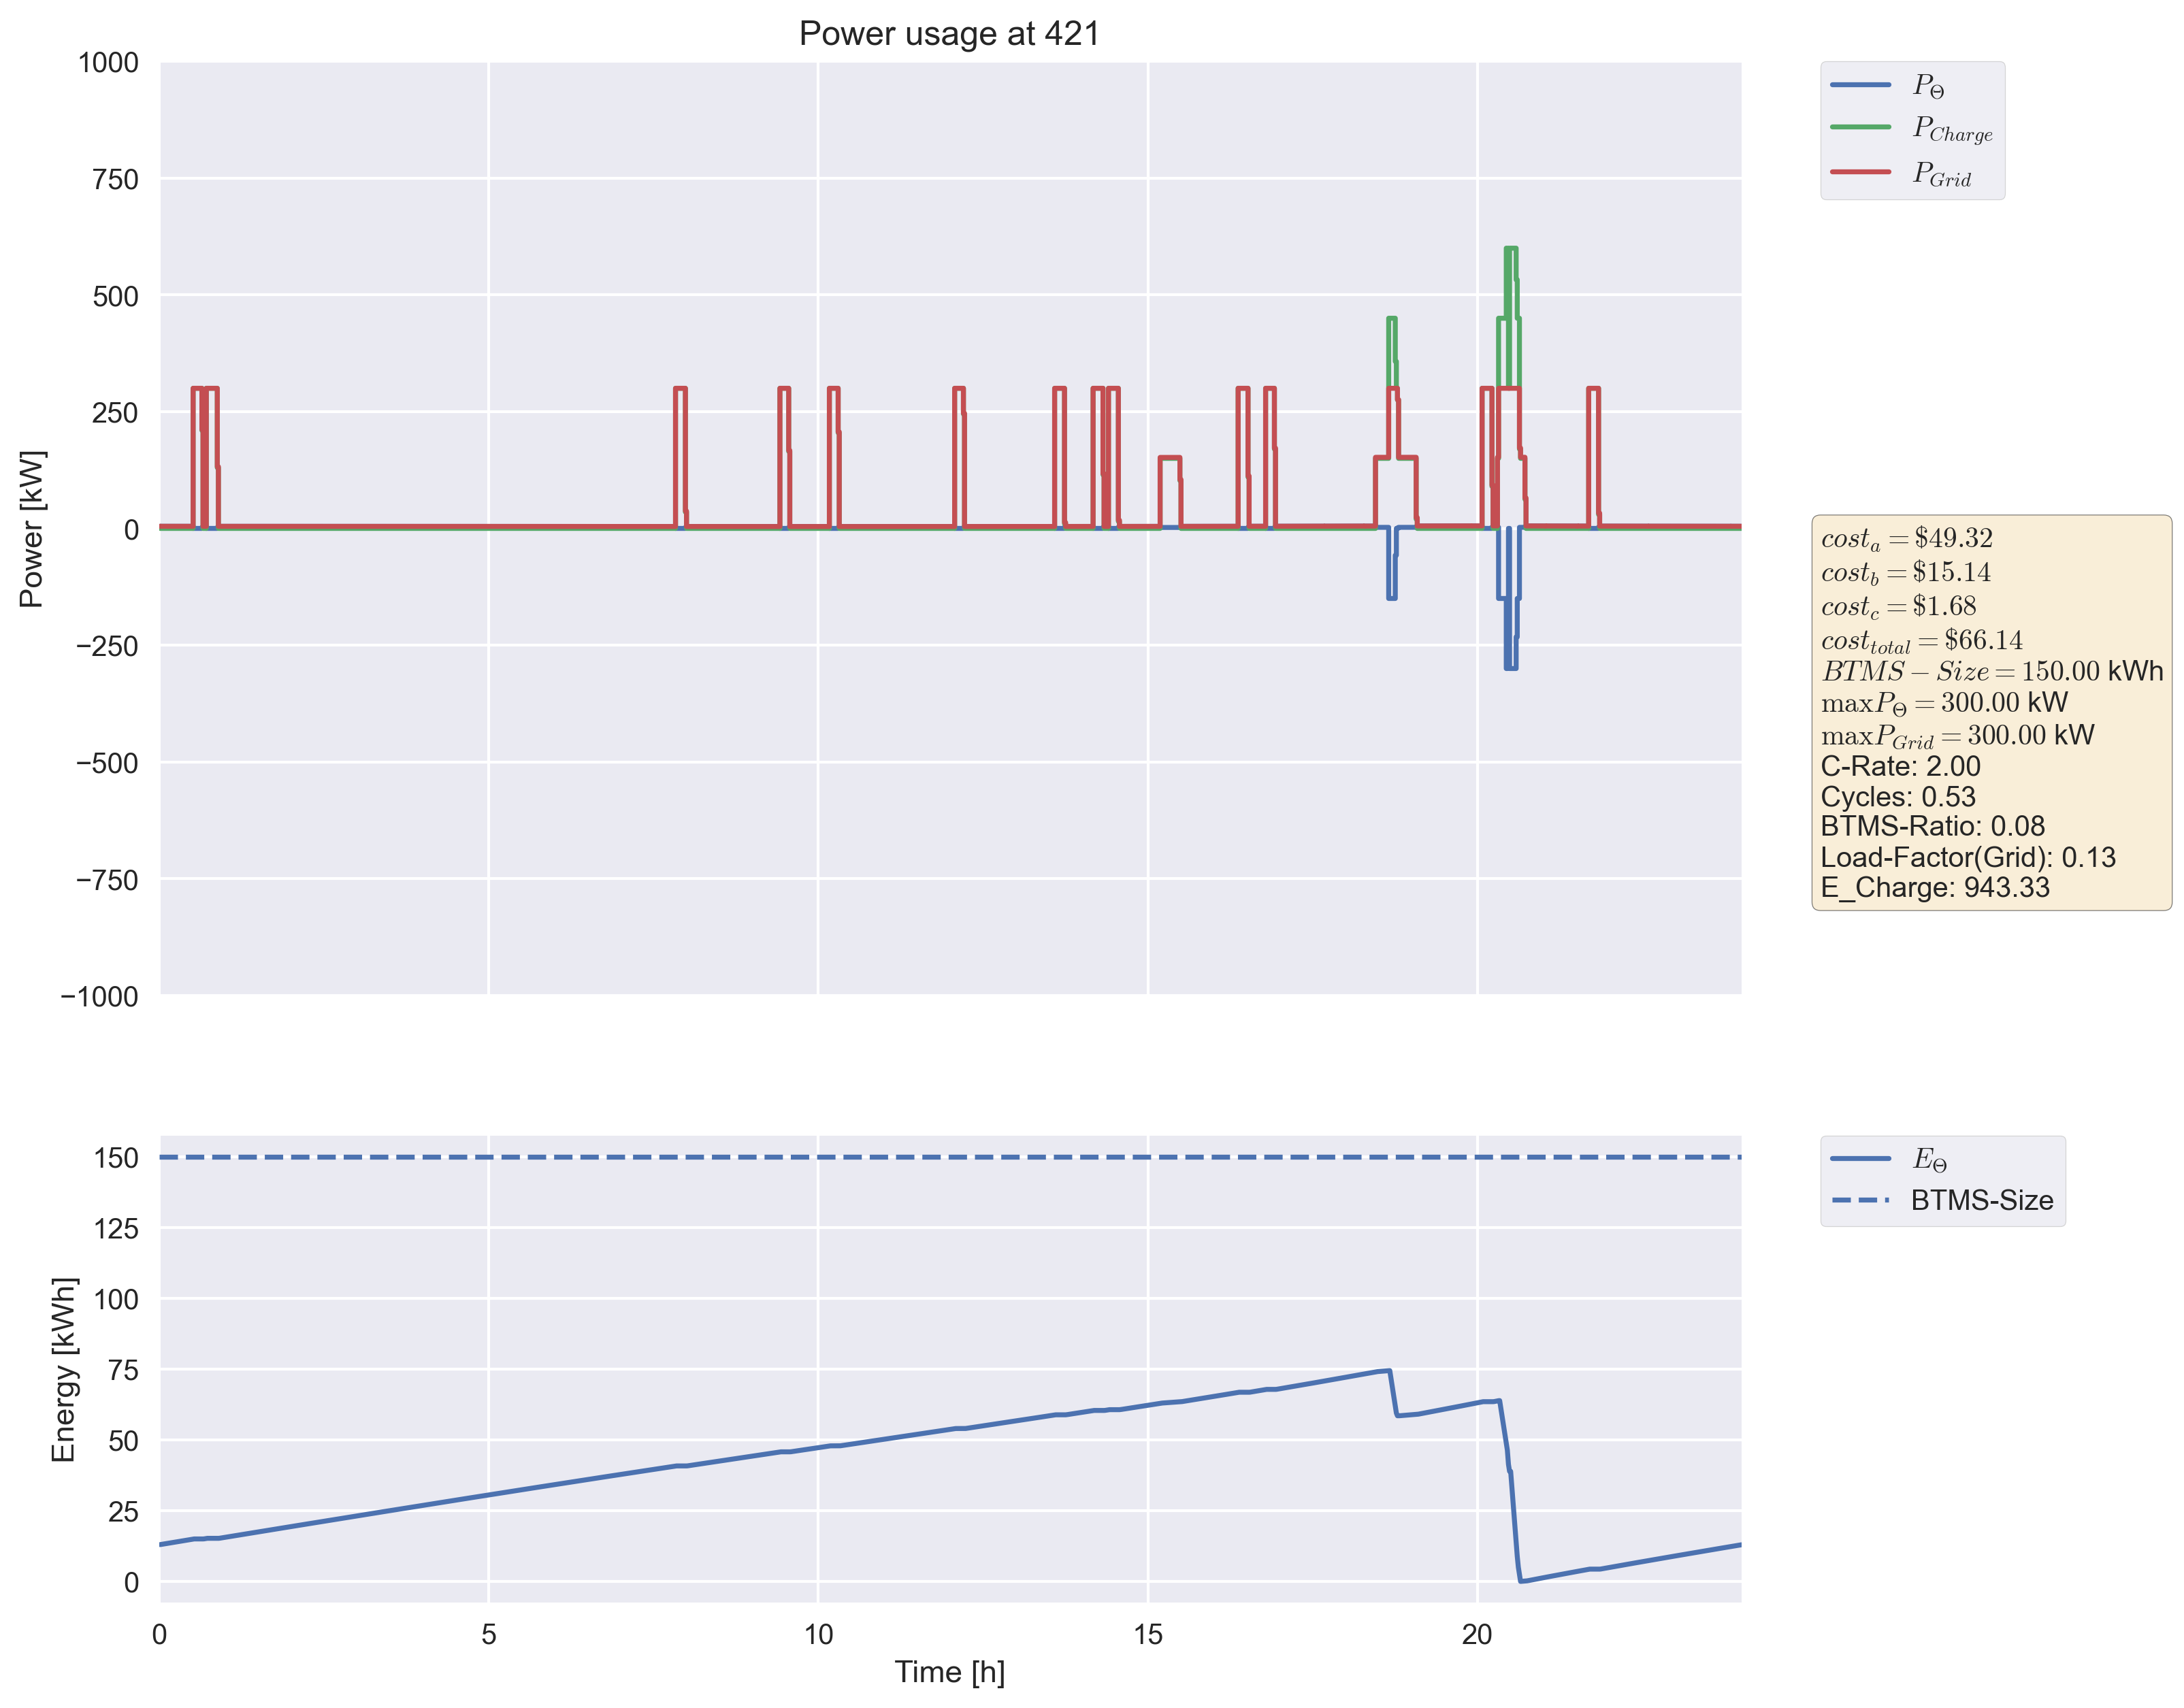 Power usage at 421
1000
750
500
250
0
−250
−500
−750
−1000
Power [kW]
P_Θ
P_Charge
P_Grid
cost_a = $49.32
cost_b = $15.14
cost_c = $1.68
cost_total = $66.14
BTMS − Size = 150.00 kWh
maxP_Θ = 300.00 kW
maxP_Grid = 300.00 kW
C-Rate: 2.00
Cycles: 0.53
BTMS-Ratio: 0.08
Load-Factor(Grid): 0.13
E_Charge: 943.33
150
125
100
75
50
25
0
Energy [kWh]
E_Θ
BTMS-Size
0 5 10 15 20
Time [h]